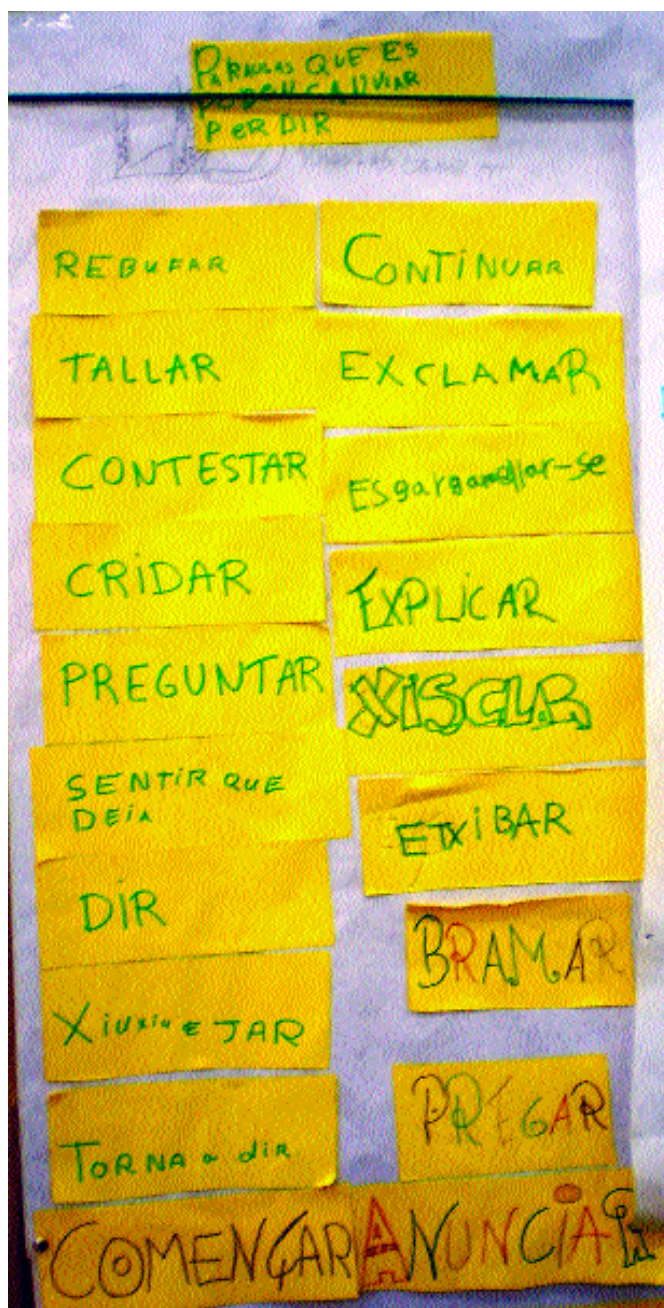 PARAULES QUE ES
PODEN CANVIAR
PER DIR
REBUFAR
TALLAR
CONTESTAR
CRIDAR
PREGUNTAR
SENTIR QUE
DEIA
DIR
XIUXIUEJAR
TORNA a dir
COMENÇAR
CONTINUAR
EXCLAMAR
Esgargamellar-se
EXPLICAR
XISCLAR
ETXIBAR
BRAMAR
PREGAR
ANUNCIAR